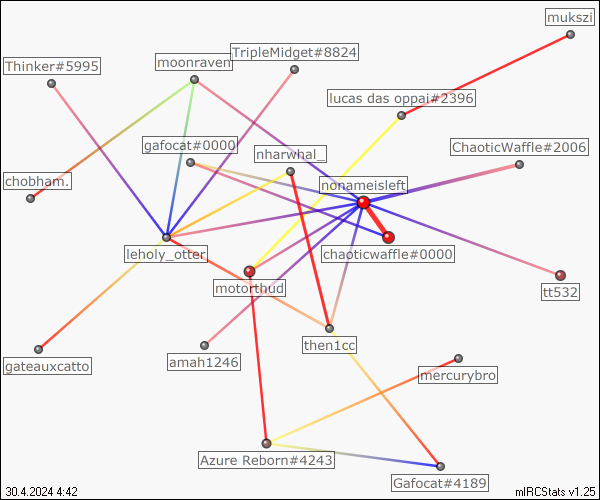 mukszi
TripleMidget#8824
Thinker#5995
moonraven
lucas das oppai#2396
gafocat#0000
nharwhal_
ChaoticWaffle#2006
chobham.
nonameisleft
leholy_otter
chaoticwaffle#0000
motorthud
tt532
then1cc
gateauxcatto
amah1246
mercurybro
Azure Reborn#4243
Gafocat#4189
30.4.2024 4:42
mIRCStats v1.25